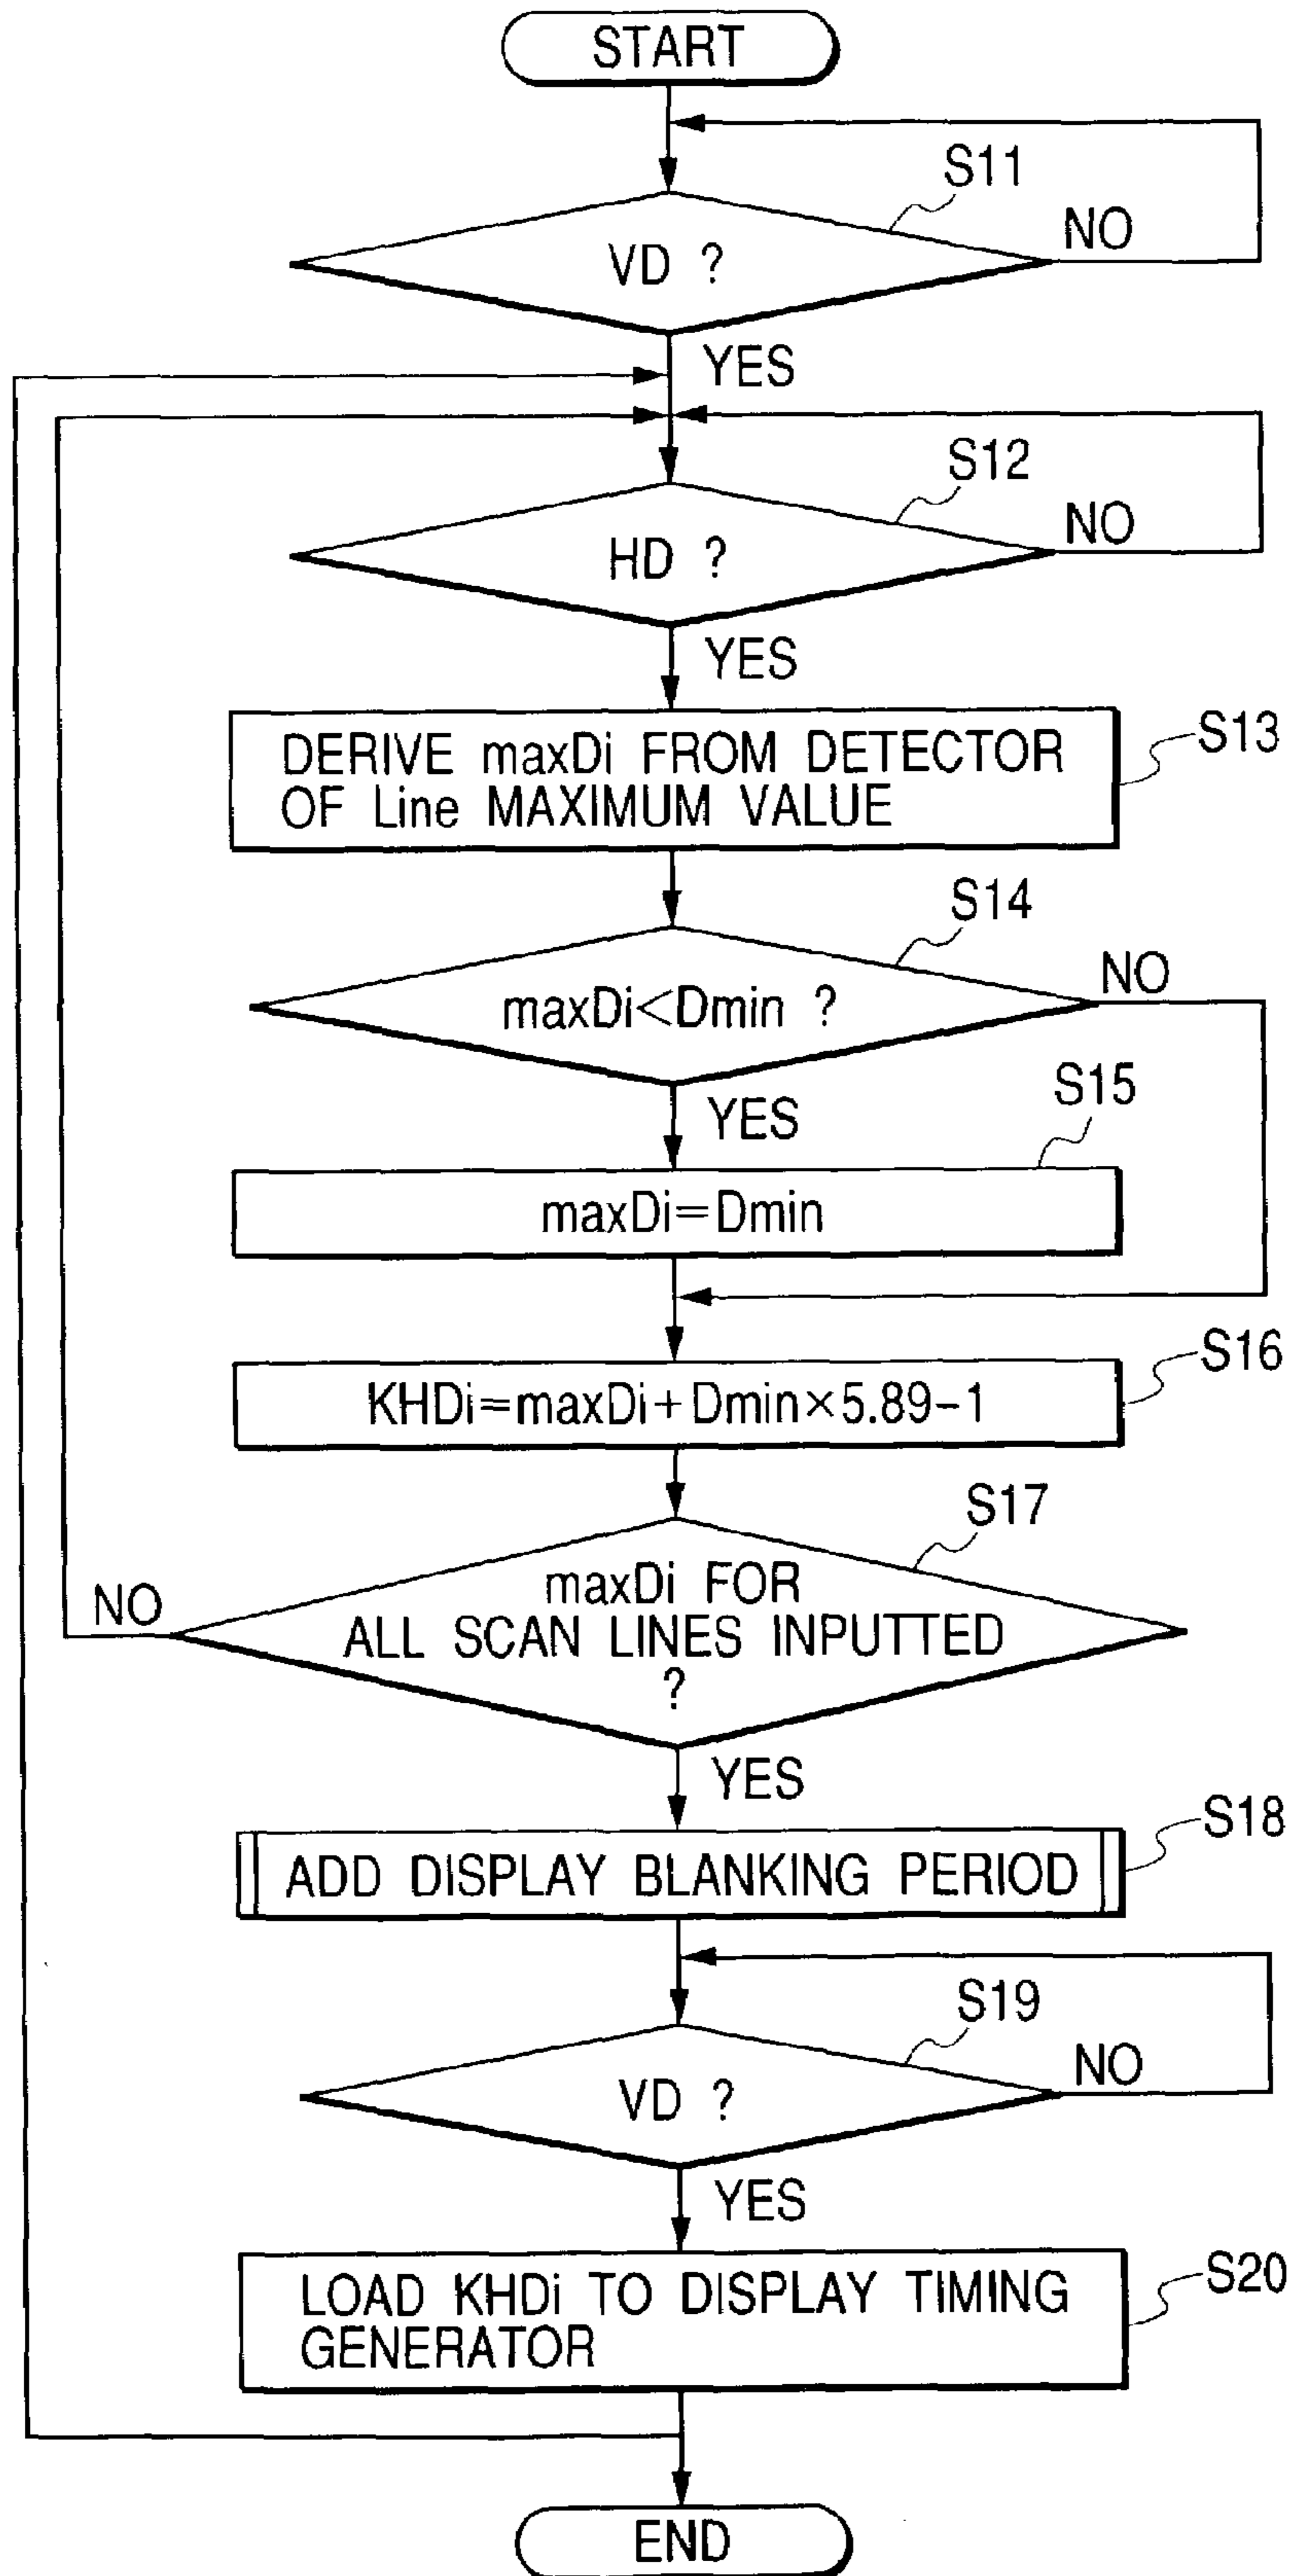 START
S11
VD ?
NO
YES
S12
HD ?
NO
YES
S13
DERIVE maxDi FROM DETECTOR
OF Line MAXIMUM VALUE
S14
maxDi<Dmin ?
NO
YES
S15
maxDi=Dmin
S16
KHDi=maxDi+Dmin×5.89-1
S17
maxDi FOR
ALL SCAN LINES INPUTTED
?
NO
YES
S18
ADD DISPLAY BLANKING PERIOD
S19
VD ?
NO
YES
S20
LOAD KHDi TO DISPLAY TIMING
GENERATOR
END